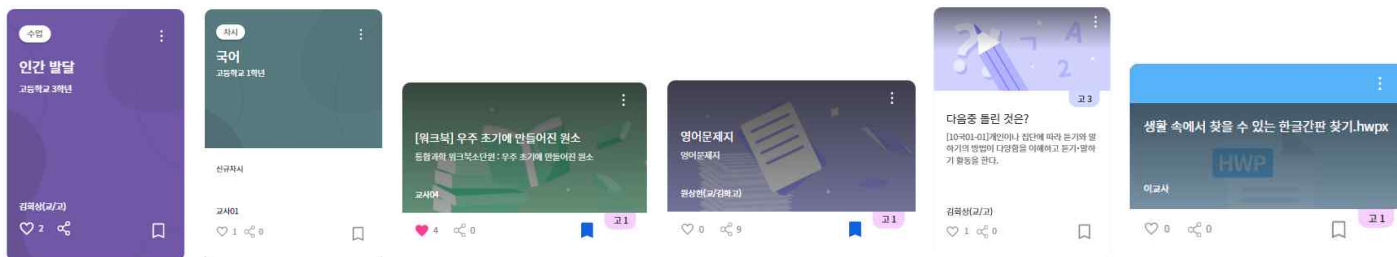 수업
인간 발달
고등학교 3학년
김희상(교/고)
2
차시
국어
고등학교 1학년
신규차시
교사01
1 0
[워크북] 우주 초기에 만들어진 원소
통합과학 워크북소단원 : 우주 초기에 만들어진 원소
교사04
4 0
고1
영어문제지
영어문제지
원상현(교/김화고)
0 9
고1
A
2
고3
다음중 틀린 것은?
[10국01-01]개인이나 집단에 따라 듣기와 말
하기의 방법이 다양함을 이해하고 듣기•말하
기 활동을 한다.
김희상(교/고)
1 0
생활 속에서 찾을 수 있는 한글간판 찾기.hwpx
HWP
이교사
0 0
고1